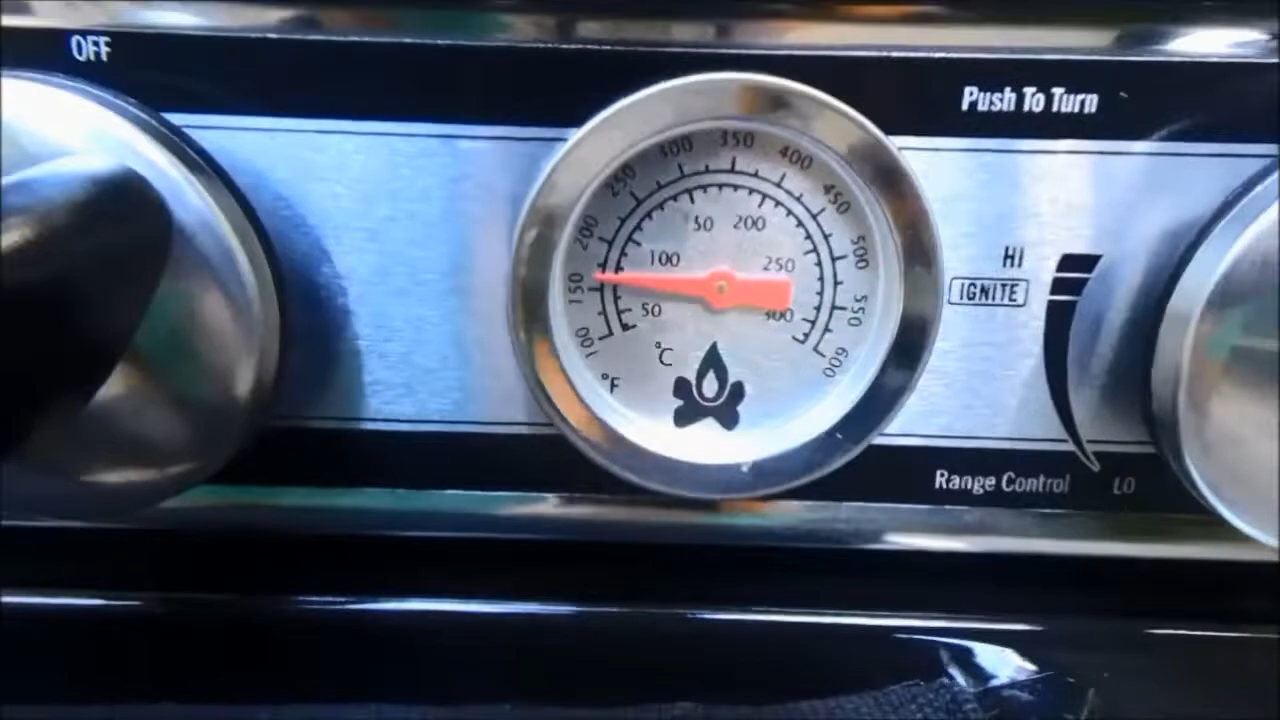 OFF
Push To Turn
100 150 200 250 300 350 400 450 500 550 600
50 100 50 200 250 300
°C
°F
HI
IGNITE
Range Control LO